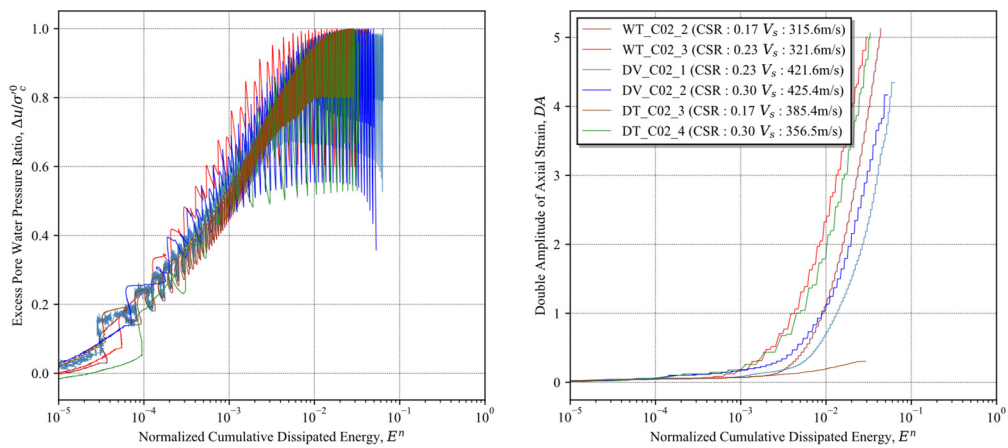 Excess Pore Water Pressure Ratio, Δu/σ'⁰_c
1.0
0.8
0.6
0.4
0.2
0.0
10⁻⁵
10⁻⁴
10⁻³
10⁻²
10⁻¹
10⁰
Normalized Cumulative Dissipated Energy, Eⁿ
Double Amplitude of Axial Strain, DA
5
4
3
2
1
0
WT_C02_2 (CSR : 0.17 Vₛ : 315.6m/s)
WT_C02_3 (CSR : 0.23 Vₛ : 321.6m/s)
DV_C02_1 (CSR : 0.23 Vₛ : 421.6m/s)
DV_C02_2 (CSR : 0.30 Vₛ : 425.4m/s)
DT_C02_3 (CSR : 0.17 Vₛ : 385.4m/s)
DT_C02_4 (CSR : 0.30 Vₛ : 356.5m/s)
10⁻⁵
10⁻⁴
10⁻³
10⁻²
10⁻¹
10⁰
Normalized Cumulative Dissipated Energy, Eⁿ